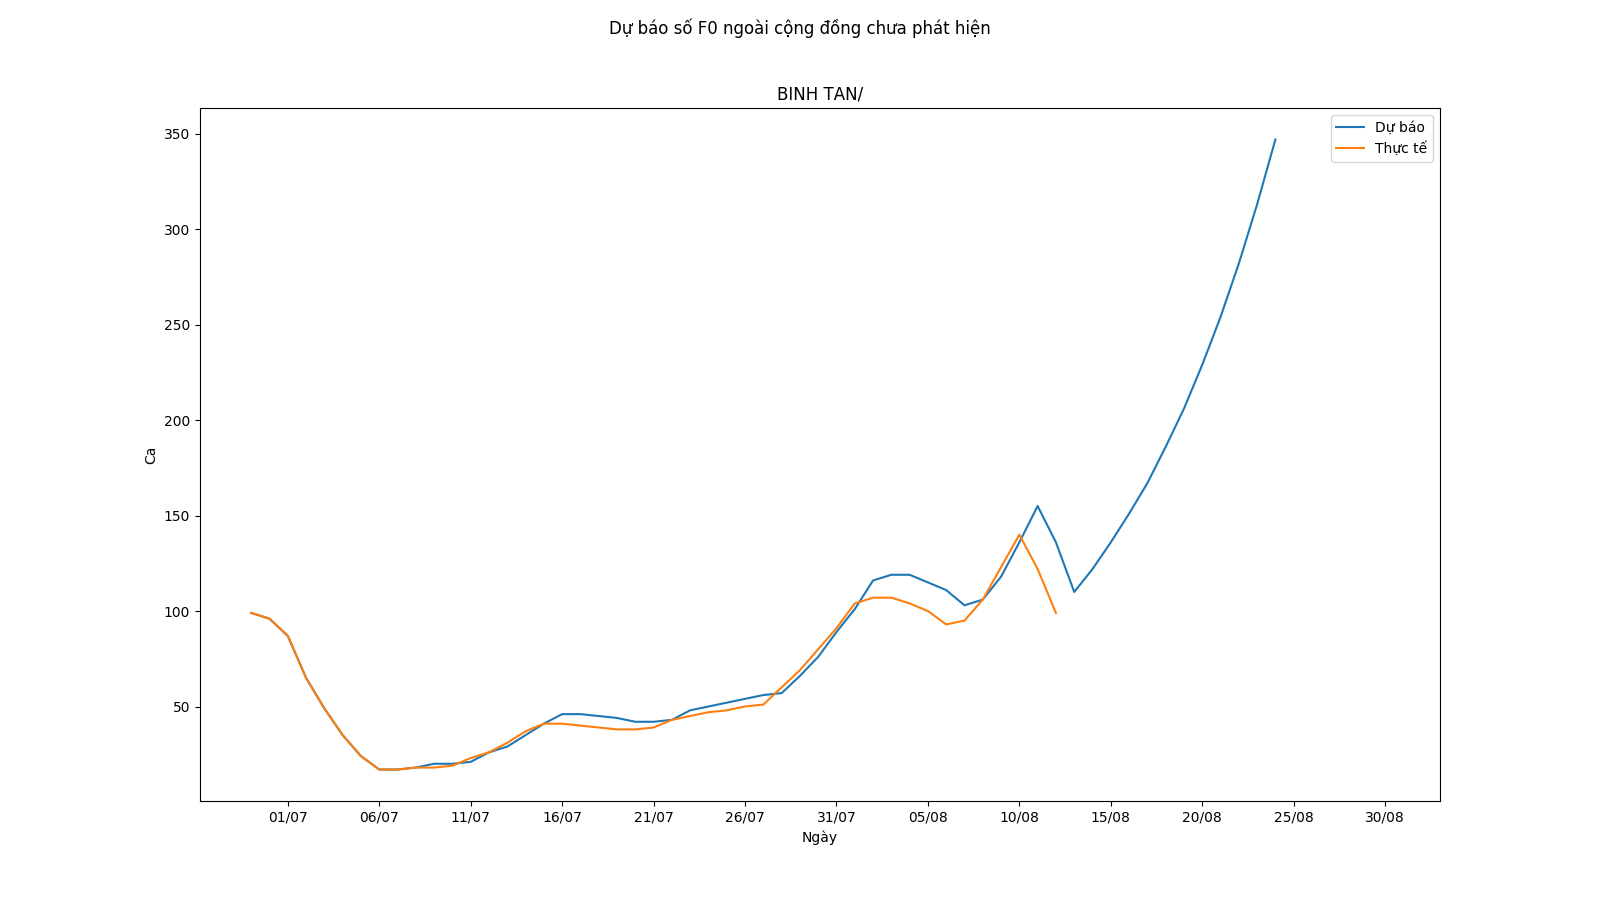 Dự báo số F0 ngoài cộng đồng chưa phát hiện
BINH TAN/
Dự báo
Thực tế
350
300
250
200
150
100
50
Ca
01/07 06/07 11/07 16/07 21/07 26/07 31/07 05/08 10/08 15/08 20/08 25/08 30/08
Ngày